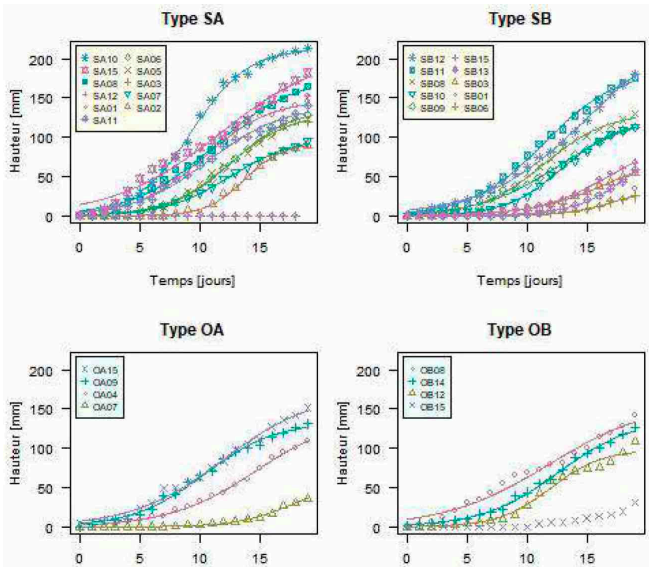 Type SA
Type SB
Hauteur [mm]
200
150
100
50
0
SA10
SA15
SA08
SA12
SA01
SA11
SA06
SA05
SA03
SA07
SA02
0
5
10
15
Temps [jours]
Hauteur [mm]
200
150
100
50
0
SB12
SB11
SB08
SB10
SB09
SB15
SB13
SB03
SB01
SB06
0
5
10
15
Temps [jours]
Type OA
Type OB
Hauteur [mm]
200
150
100
50
0
OA15
OA09
OA04
OA07
0
5
10
15
Hauteur [mm]
200
150
100
50
0
OB08
OB14
OB12
OB15
0
5
10
15